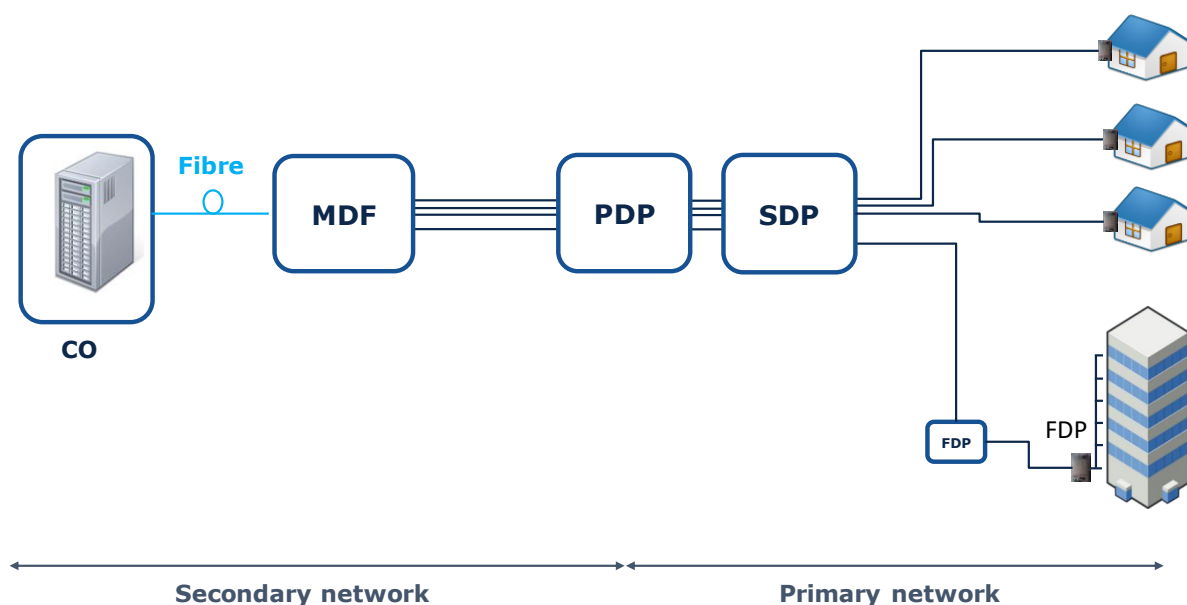 Fibre
MDF
PDP
SDP
CO
FDP
FDP
Secondary network
Primary network